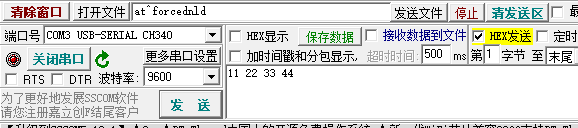 清除窗口 打开文件 at^forcednld 发送文件 停止 清发送区
端口号 COM3 USB-SERIAL CH340 HEX显示 保存数据 接收数据到文件 HEX发送 定时
关闭串口 更多串口设置 加时间戳和分包显示, 超时时间: 500 ms 第 1 字节 至 末尾
RTS DTR 波特率: 9600 11 22 33 44
为了更好地发展SSCOM软件
请您注册嘉立创F结尾客户 发 送